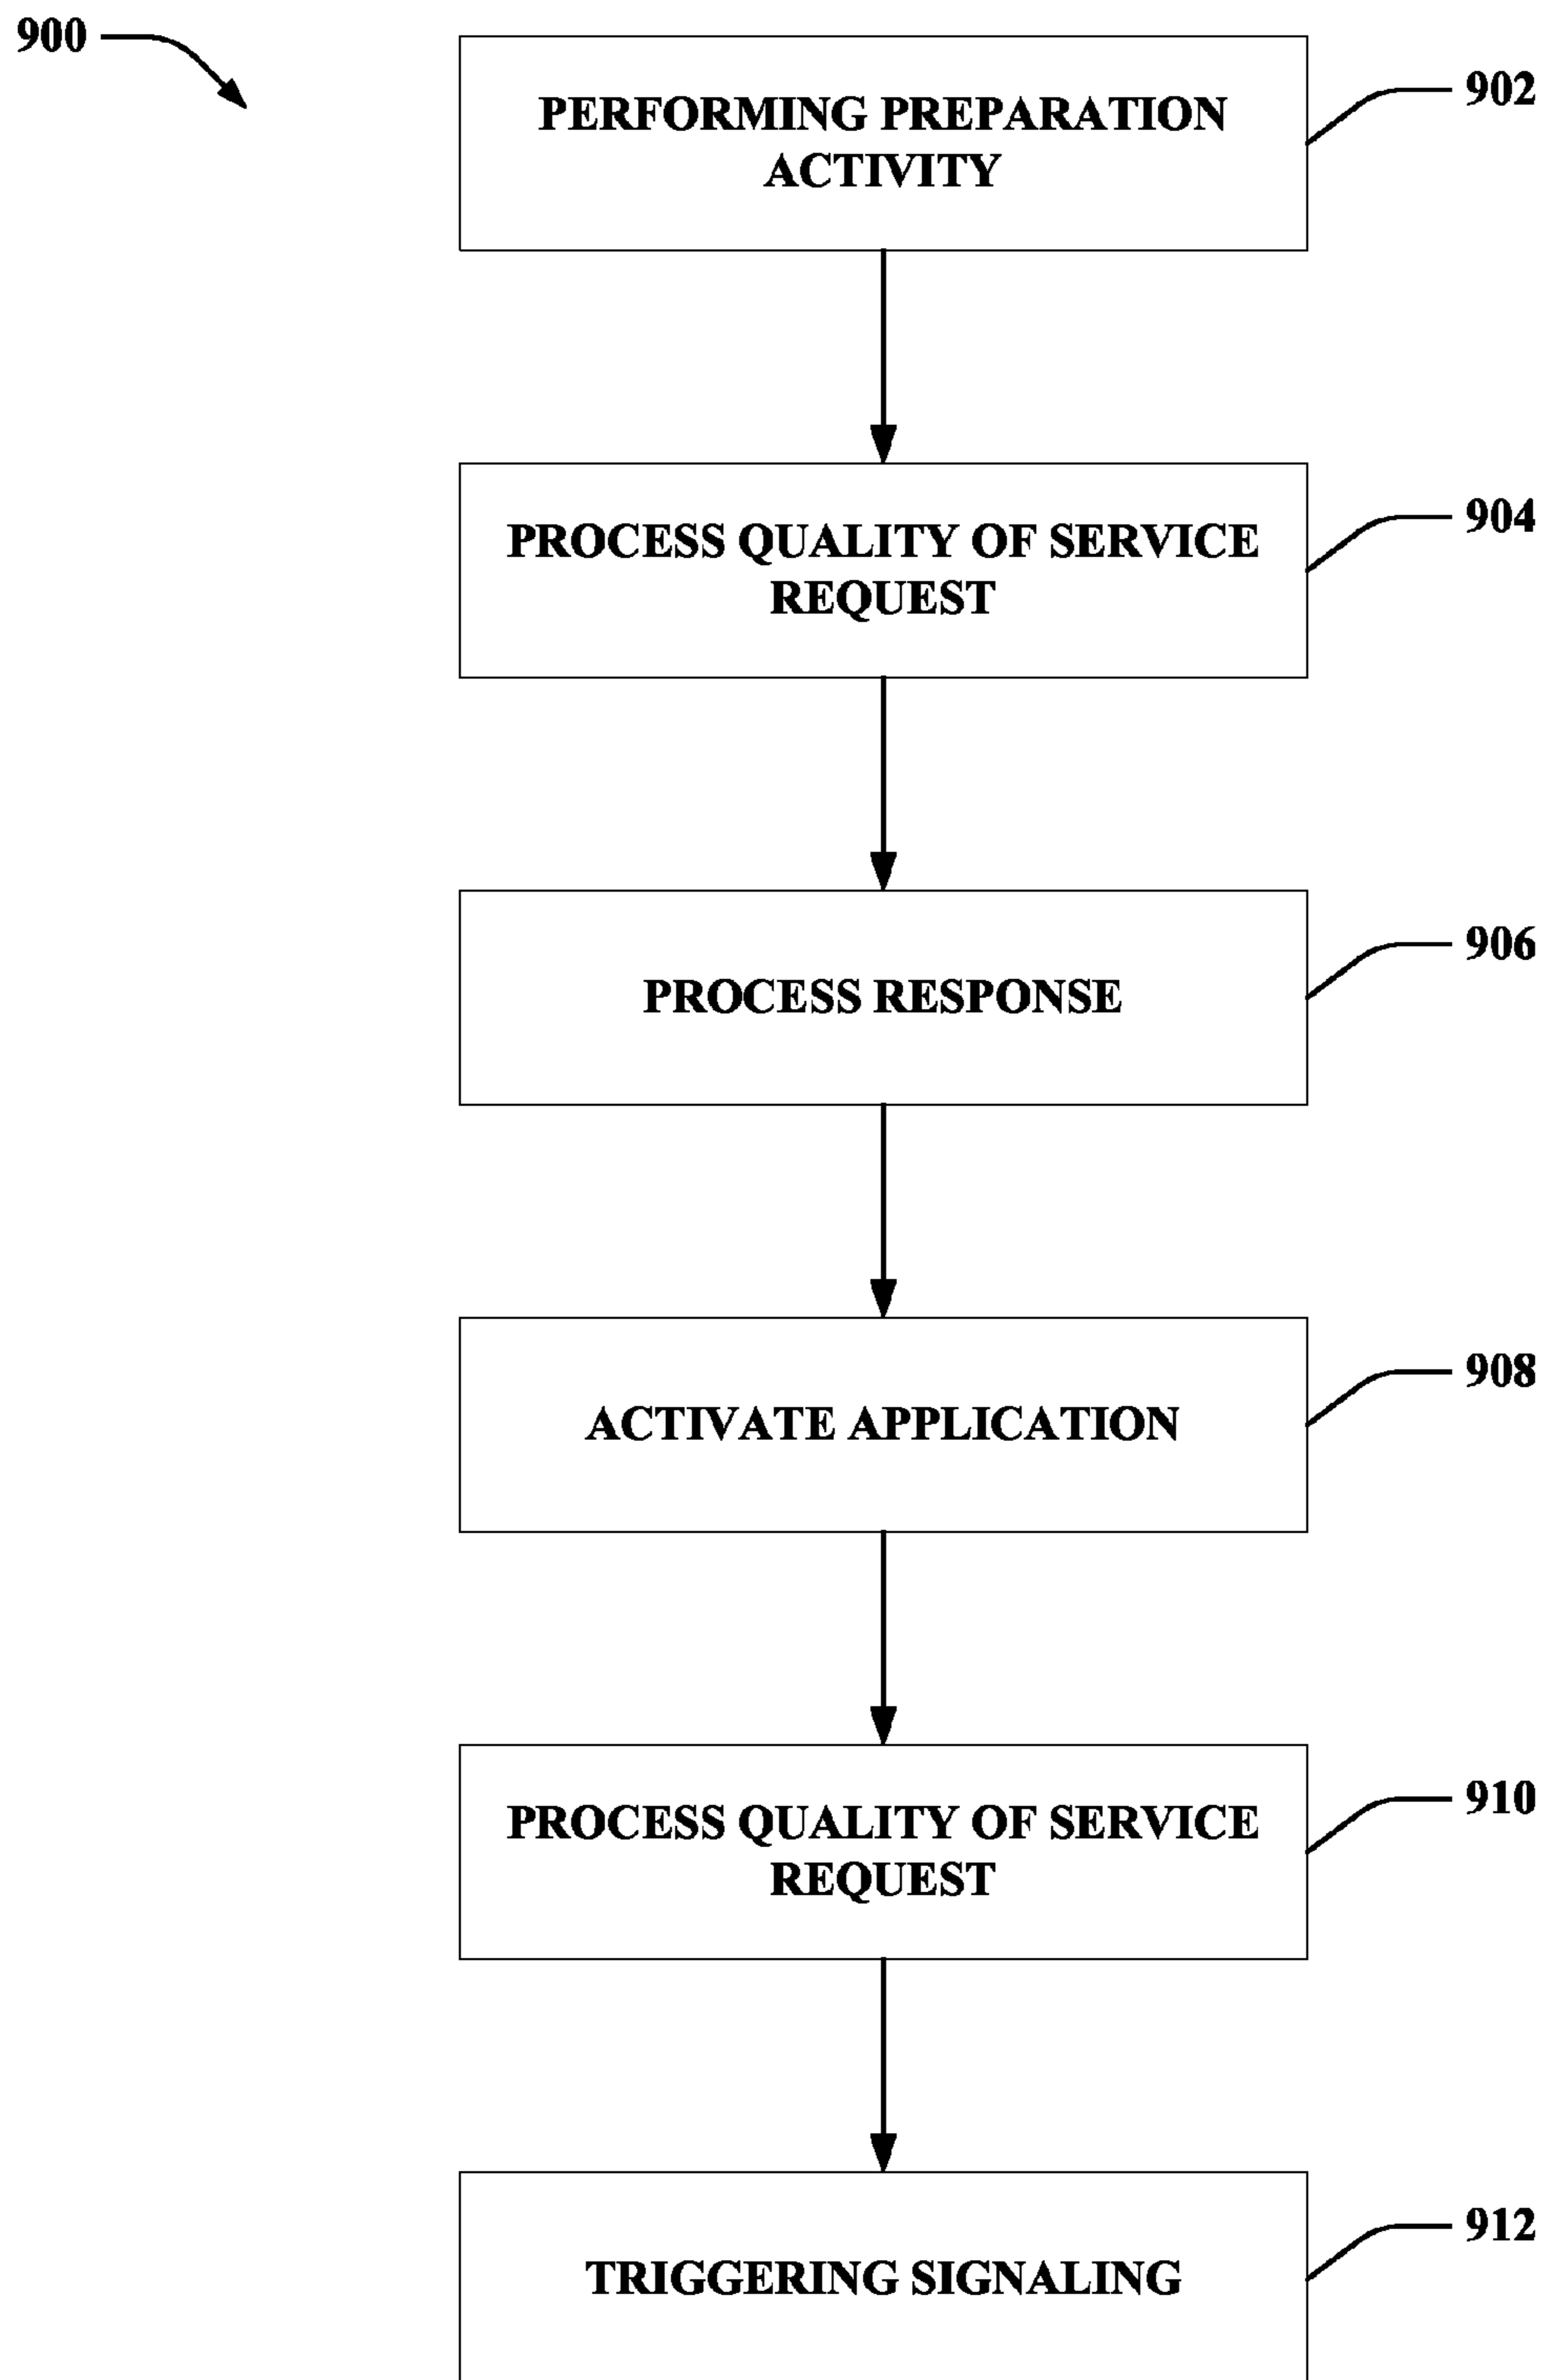 900
PERFORMING PREPARATION
ACTIVITY
902
PROCESS QUALITY OF SERVICE
REQUEST
904
PROCESS RESPONSE
906
ACTIVATE APPLICATION
908
PROCESS QUALITY OF SERVICE
REQUEST
910
TRIGGERING SIGNALING
912